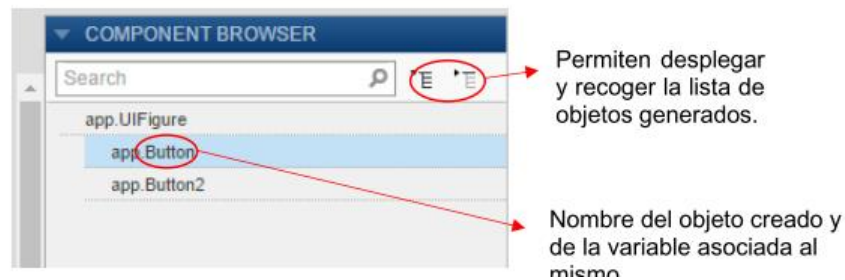 COMPONENT BROWSER
Search
app.UIFigure
app.Button
app.Button2
Permiten desplegar
y recoger la lista de
objetos generados.
Nombre del objeto creado y
de la variable asociada al
mismo